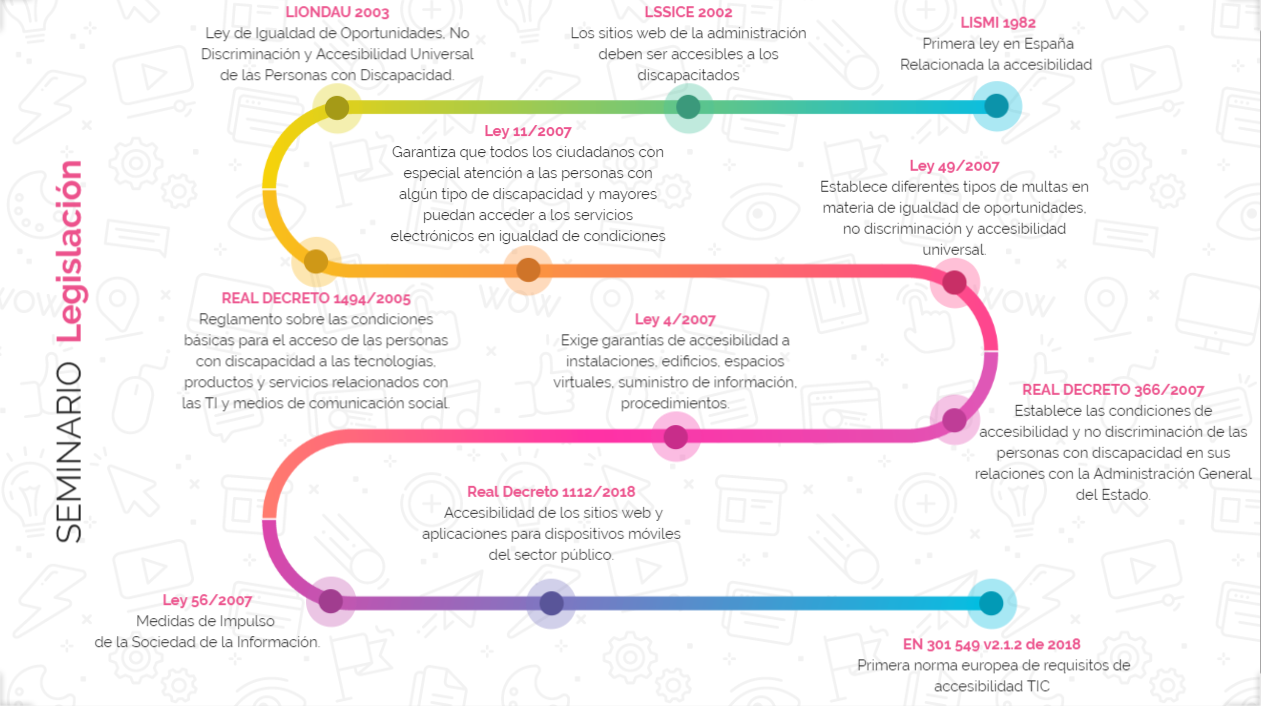 SEMINARIO Legislación
LIONDAU 2003
Ley de Igualdad de Oportunidades, No
Discriminación y Accesibilidad Universal
de las Personas con Discapacidad.
LSSICE 2002
Los sitios web de la administración
deben ser accesibles a los
discapacitados
LISMI 1982
Primera ley en España
Relacionada la accesibilidad
Ley 11/2007
Garantiza que todos los ciudadanos con
especial atención a las personas con
algún tipo de discapacidad y mayores
puedan acceder a los servicios
electrónicos en igualdad de condiciones
Ley 49/2007
Establece diferentes tipos de multas en
materia de igualdad de oportunidades,
no discriminación y accesibilidad
universal.
REAL DECRETO 1494/2005
Reglamento sobre las condiciones
básicas para el acceso de las personas
con discapacidad a las tecnologías,
productos y servicios relacionados con
las TI y medios de comunicación social.
Ley 4/2007
Exige garantías de accesibilidad a
instalaciones, edificios, espacios
virtuales, suministro de información,
procedimientos.
REAL DECRETO 366/2007
Establece las condiciones de
accesibilidad y no discriminación de las
personas con discapacidad en sus
relaciones con la Administración General
del Estado.
Real Decreto 1112/2018
Accesibilidad de los sitios web y
aplicaciones para dispositivos móviles
del sector público.
Ley 56/2007
Medidas de Impulso
de la Sociedad de la Información.
EN 301 549 v2.1.2 de 2018
Primera norma europea de requisitos de
accesibilidad TIC
WOW
WOW
WOW